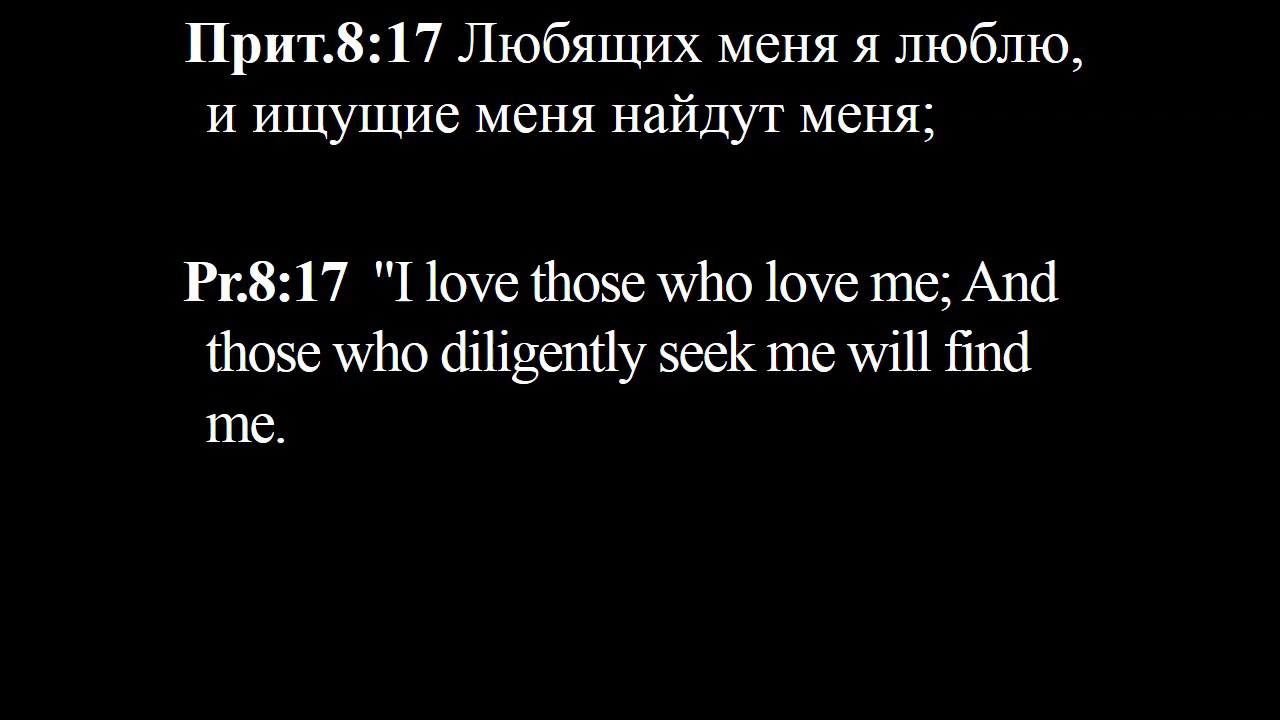 Прит.8:17 Любящих меня я люблю,
и ищущие меня найдут меня;
Pr.8:17 "I love those who love me; And
those who diligently seek me will find
me.